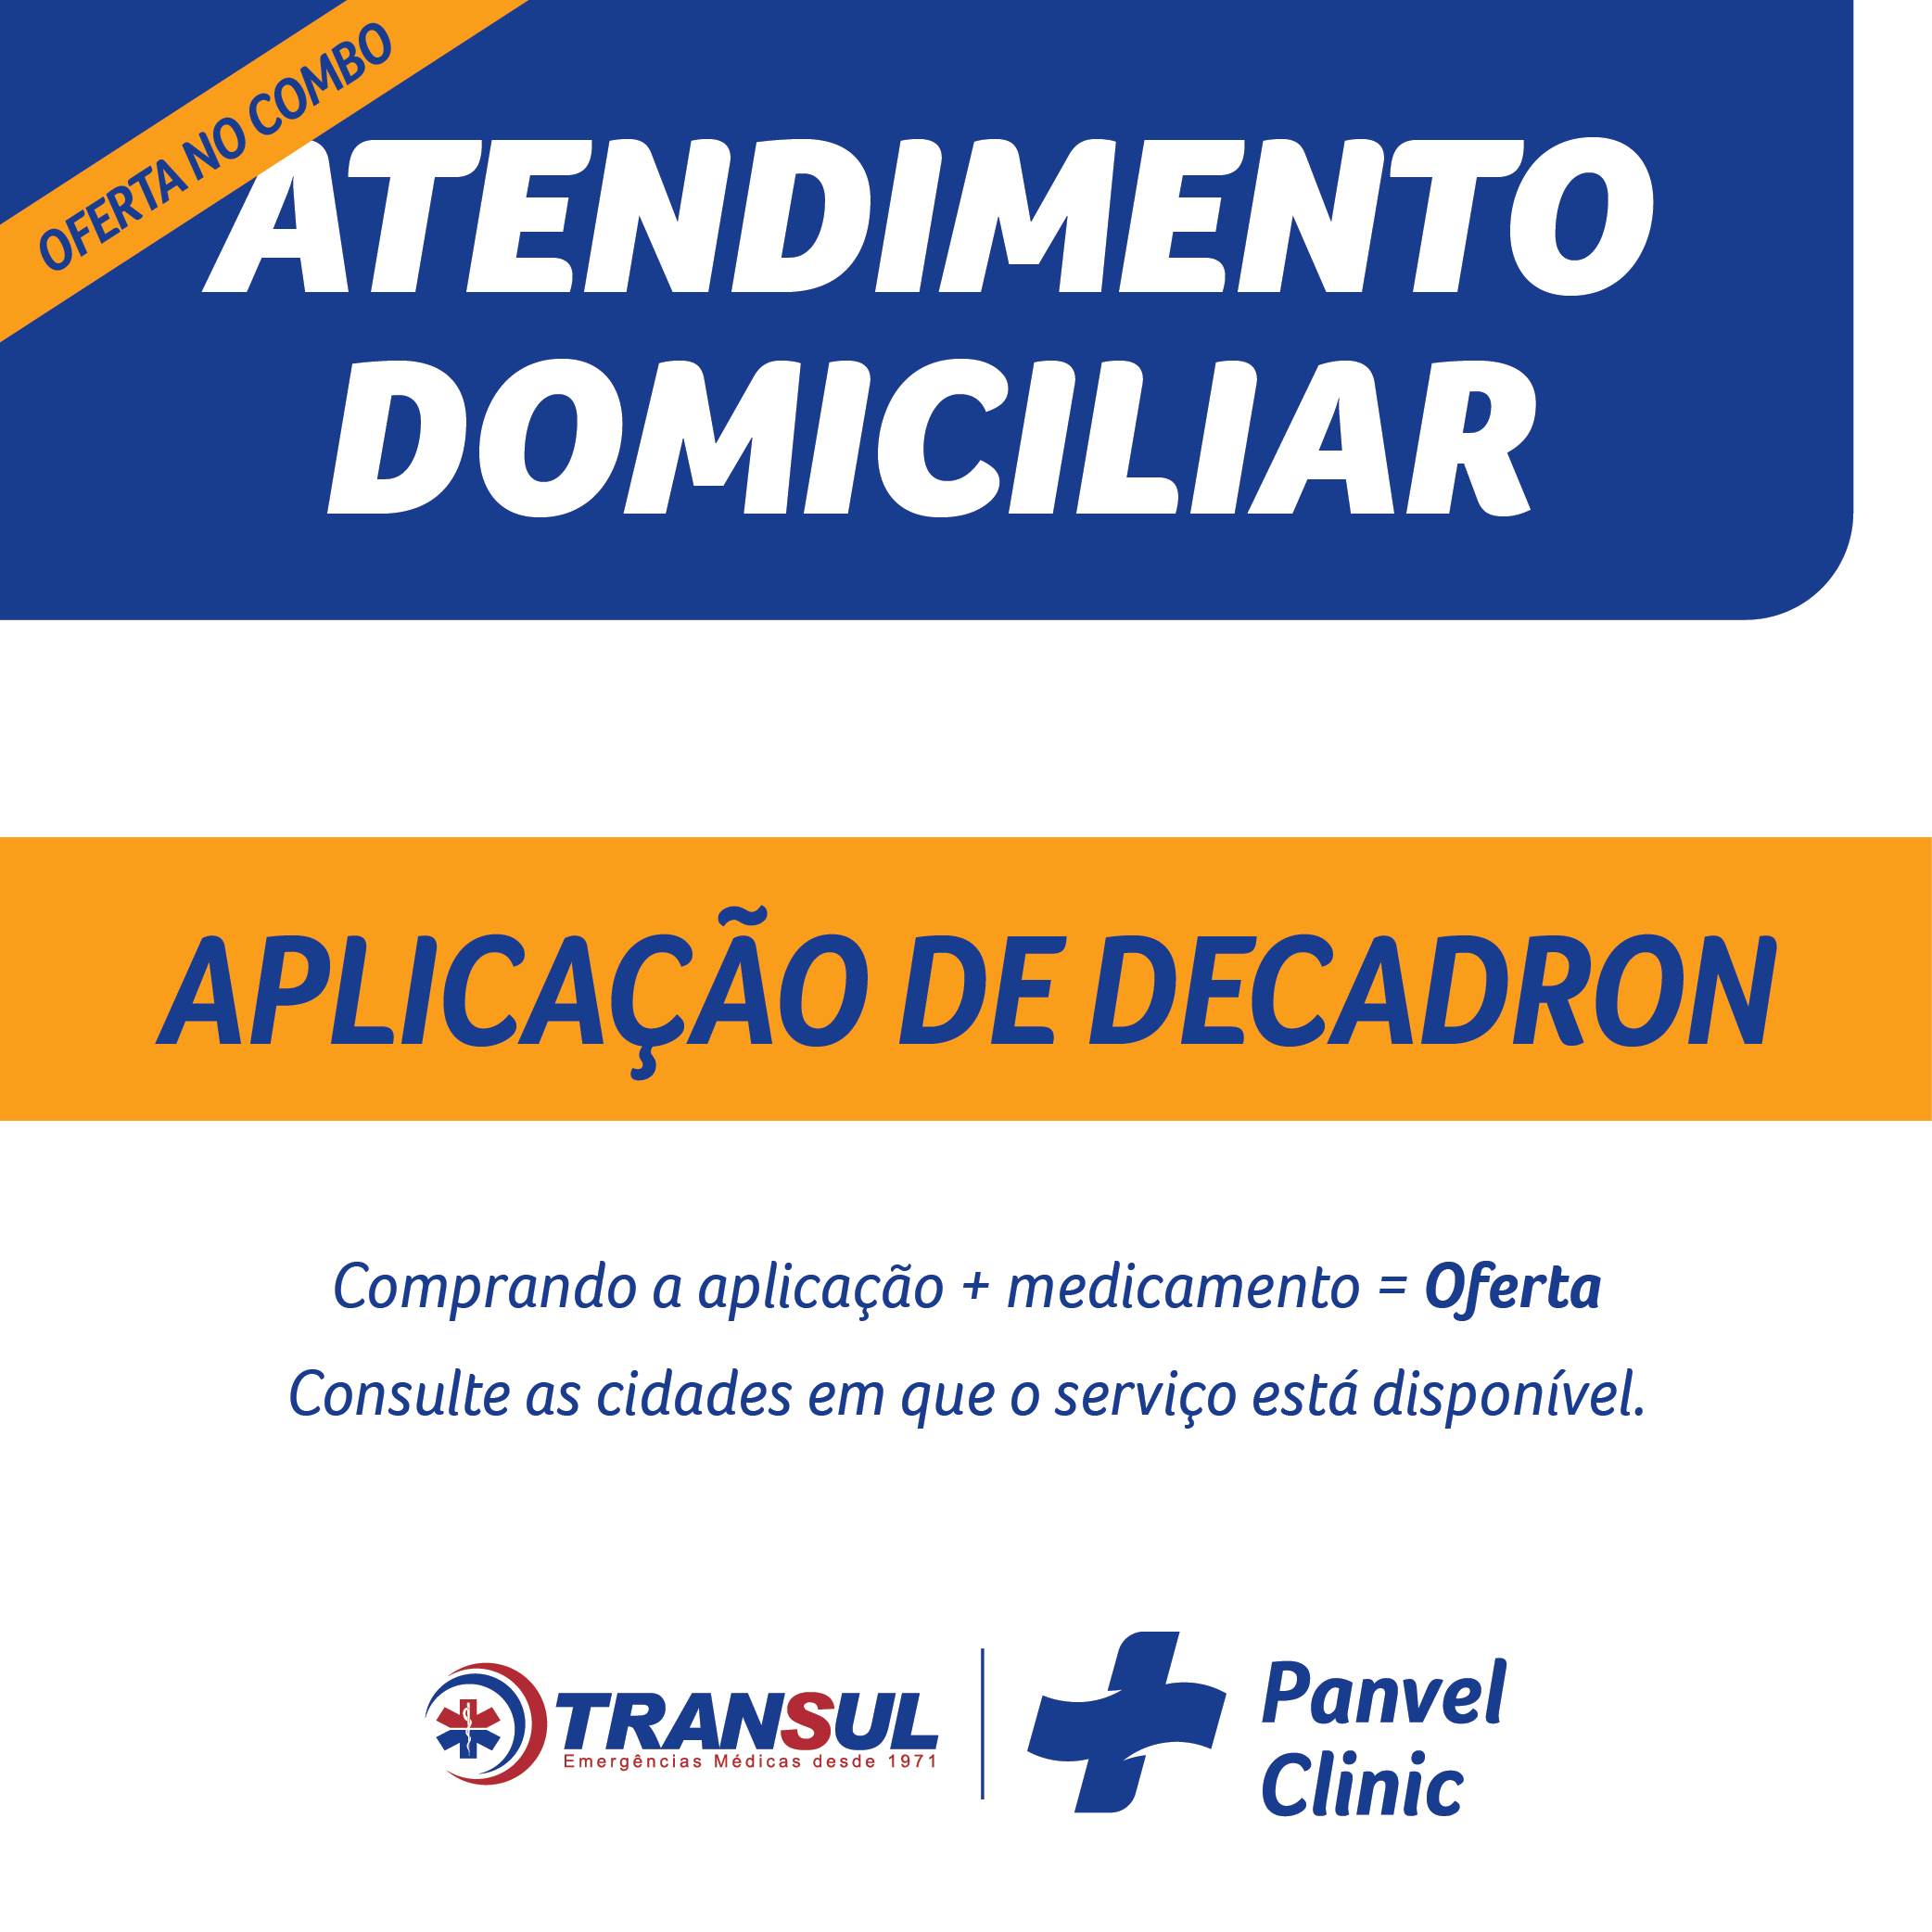 OFERTA NO COMBO
ATENDIMENTO
DOMICILIAR
APLICAÇÃO DE DECADRON
Comprando a aplicação + medicamento = Oferta
Consulte as cidades em que o serviço está disponível.
TRANSUL
Emergências Médicas desde 1971
Panvel
Clinic